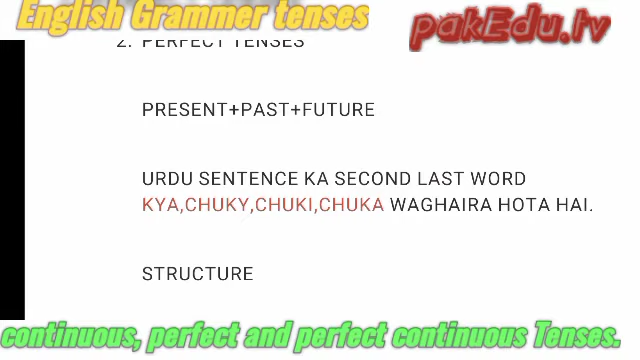 English Grammer tenses
pakEdu.tv
2. PERFECT TENSES
PRESENT+PAST+FUTURE
URDU SENTENCE KA SECOND LAST WORD
KYA,CHUKY,CHUKI,CHUKA WAGHAIRA HOTA HAI.
STRUCTURE
continuous, perfect and perfect continuous Tenses.